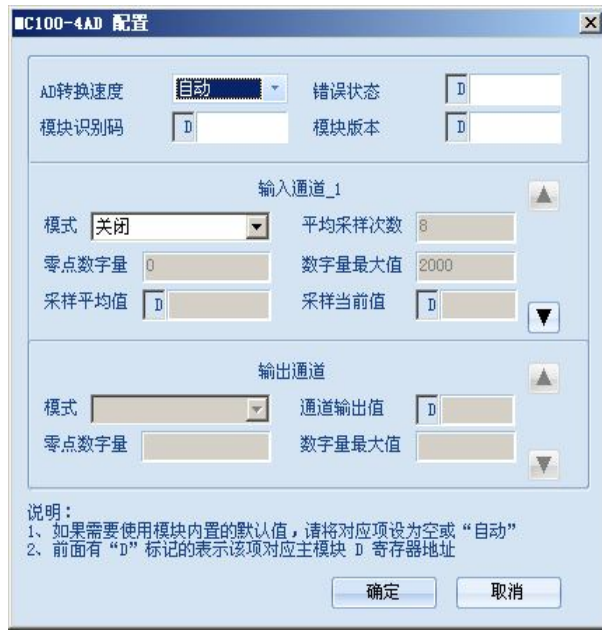 MC100-4AD 配置
AD转换速度 自动 错误状态 D
模块识别码 D 模块版本 D
输入通道_1
模式 关闭 平均采样次数 8
零点数字量 0 数字量最大值 2000
采样平均值 D 采样当前值 D
输出通道
模式 通道输出值 D
零点数字量 数字量最大值
说明:
1、如果需要使用模块内置的默认值,请将对应项设为空或“自动”
2、前面有“D”标记的表示该项对应主模块 D 寄存器地址
确定 取消